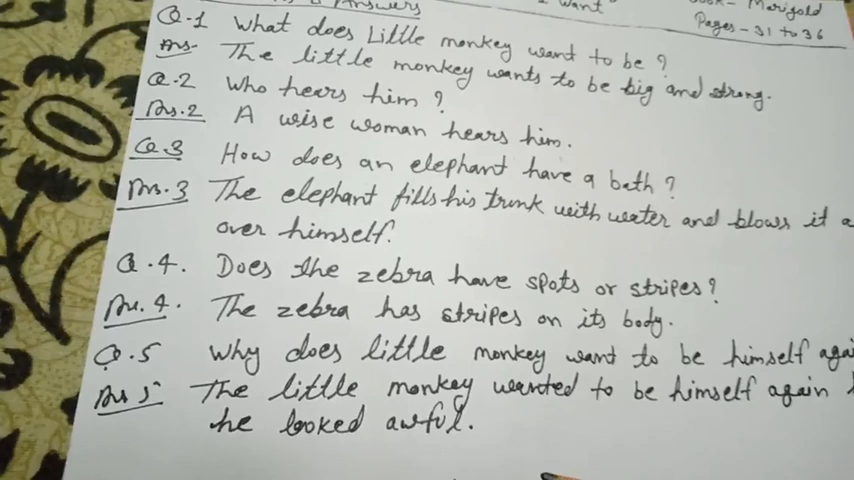 Answers
Want"
Marigold
Pages - 31 to 36
Q.1 What does Little monkey want to be ?
Ans- The little monkey wants to be big and strong.
Q.2 Who hears him ?
Ans.2 A wise woman hears him.
Q.3 How does an elephant have a bath ?
Ans.3 The elephant fills his trunk with water and blows it
over himself.
Q.4. Does the zebra have spots or stripes ?
Ans.4. The zebra has stripes on its body.
Q.5 Why does little monkey want to be himself
Ans 5 The little monkey wanted to be himself again
he looked awful.